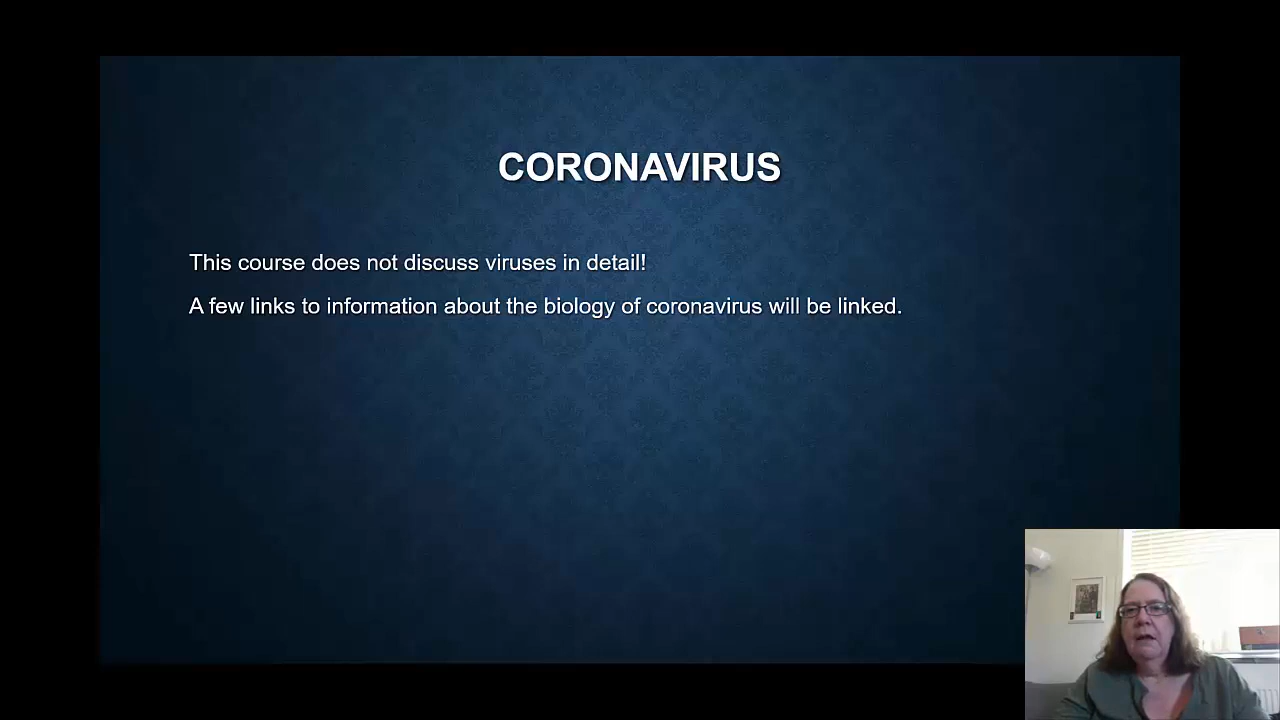 CORONAVIRUS
This course does not discuss viruses in detail!
A few links to information about the biology of coronavirus will be linked.